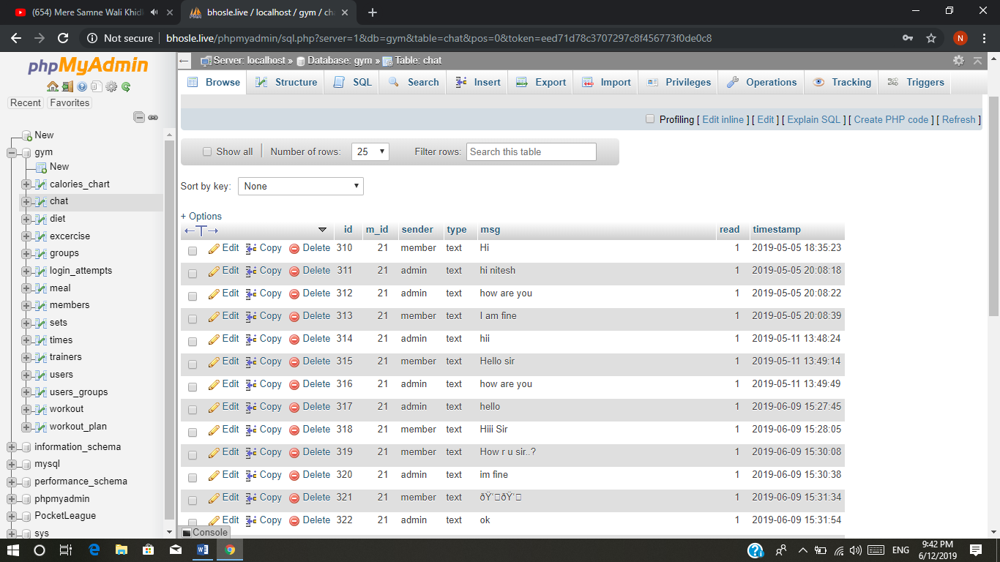 (654) Mere Samne Wali Khidl
bhosle.live / localhost / gym / ch
Not secure | bhosle.live/phpmyadmin/sql.php?server=1&db=gym&table=chat&pos=0&token=eed71d78c3707297c8f456773f0de0c8
N
phpMyAdmin
Recent Favorites
New
gym
New
calories_chart
chat
diet
excercise
groups
login_attempts
meal
members
sets
times
trainers
users
users_groups
workout
workout_plan
information_schema
mysql
performance_schema
phpmyadmin
PocketLeague
sys
Server: localhost » Database: gym » Table: chat
Browse Structure SQL Search Insert Export Import Privileges Operations Tracking Triggers
Profiling [ Edit inline ] [ Edit ] [ Explain SQL ] [ Create PHP code ] [ Refresh ]
Show all | Number of rows: 25 Filter rows: Search this table
Sort by key: None
+ Options
←T→ id m_id sender type msg read timestamp
Edit Copy Delete 310 21 member text Hi 1 2019-05-05 18:35:23
Edit Copy Delete 311 21 admin text hi nitesh 1 2019-05-05 20:08:18
Edit Copy Delete 312 21 admin text how are you 1 2019-05-05 20:08:22
Edit Copy Delete 313 21 member text I am fine 1 2019-05-05 20:08:39
Edit Copy Delete 314 21 admin text hii 1 2019-05-11 13:48:24
Edit Copy Delete 315 21 member text Hello sir 1 2019-05-11 13:49:14
Edit Copy Delete 316 21 admin text how are you 1 2019-05-11 13:49:49
Edit Copy Delete 317 21 admin text hello 1 2019-06-09 15:27:45
Edit Copy Delete 318 21 member text Hiii Sir 1 2019-06-09 15:28:05
Edit Copy Delete 319 21 member text How r u sir..? 1 2019-06-09 15:30:08
Edit Copy Delete 320 21 admin text im fine 1 2019-06-09 15:30:38
Edit Copy Delete 321 21 member text ðŸ‘□ðŸ‘□ 1 2019-06-09 15:31:34
Edit Copy Delete 322 21 admin text ok 1 2019-06-09 15:31:54
Console
ENG
9:42 PM
6/12/2019